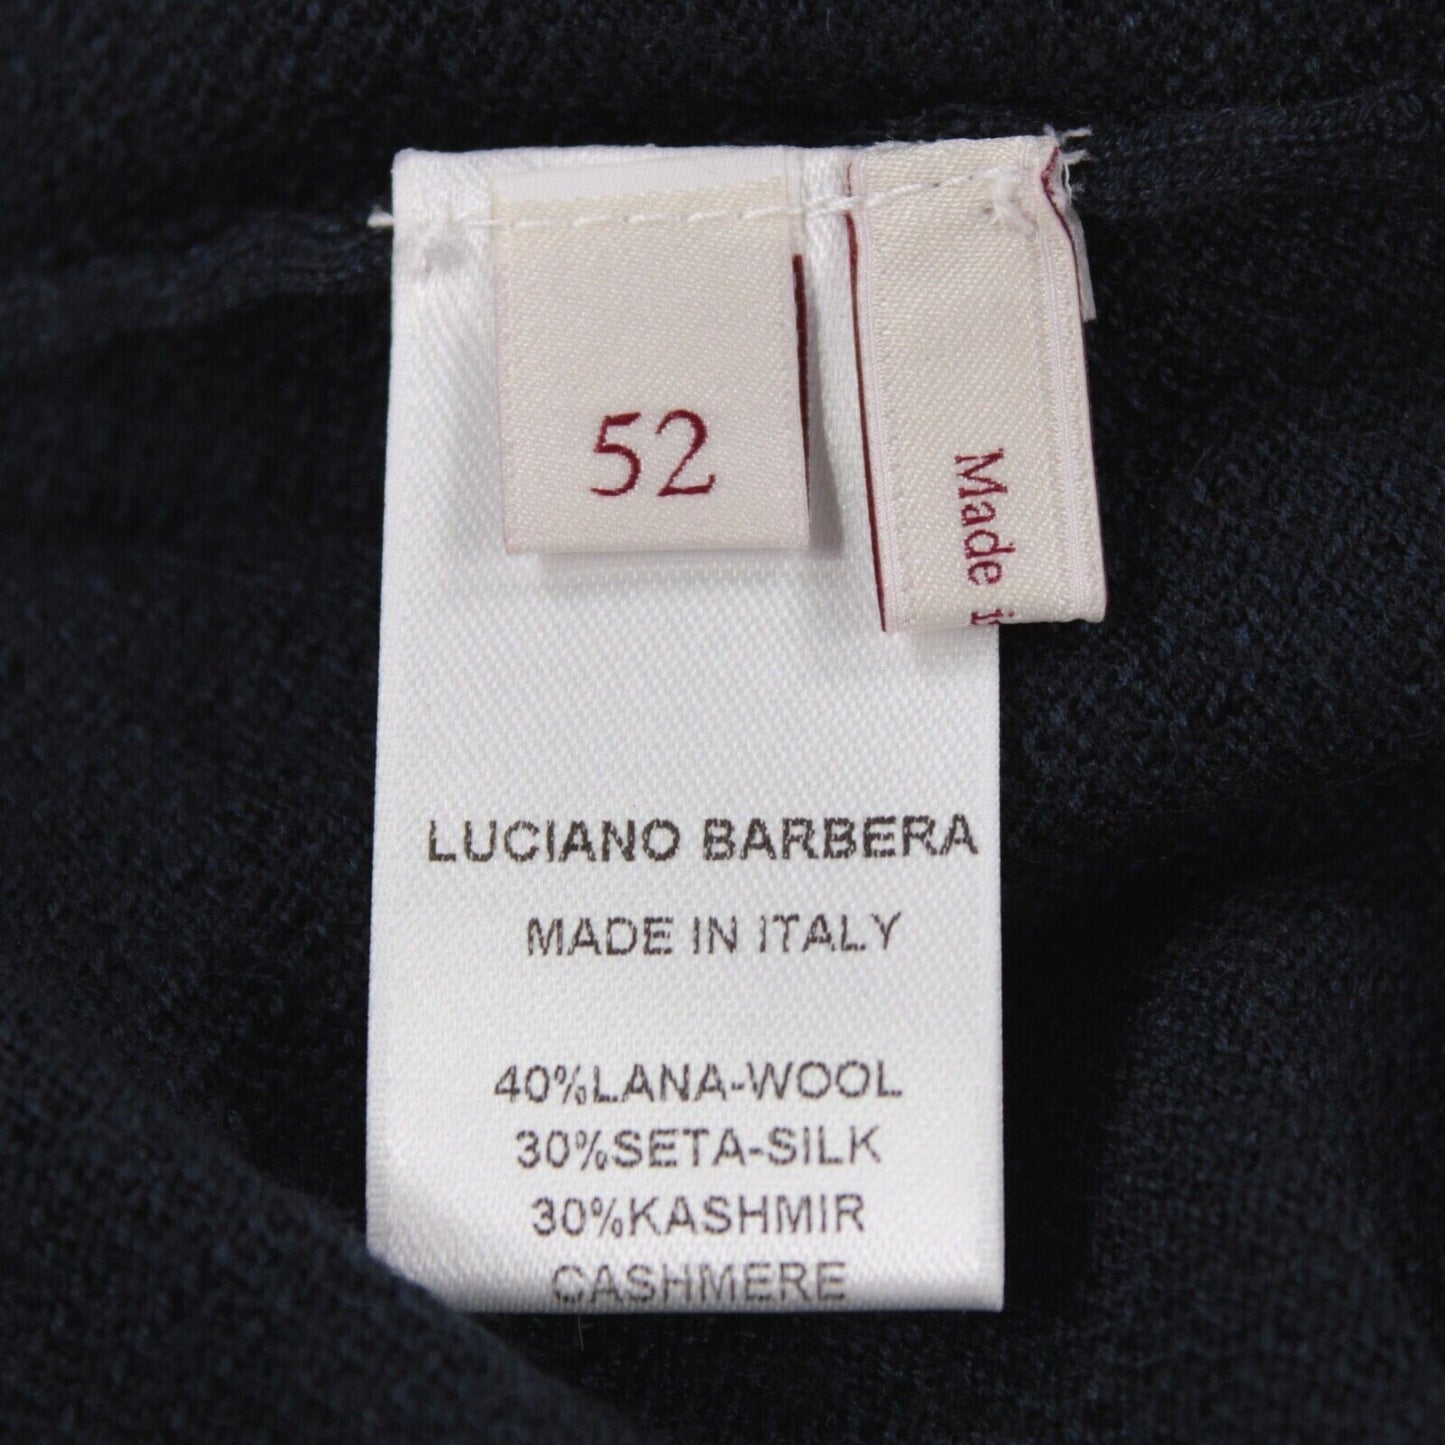 52
Made
LUCIANO BARBERA
MADE IN ITALY
40%LANA-WOOL
30%SETA-SILK
30%KASHMIR
CASHMERE